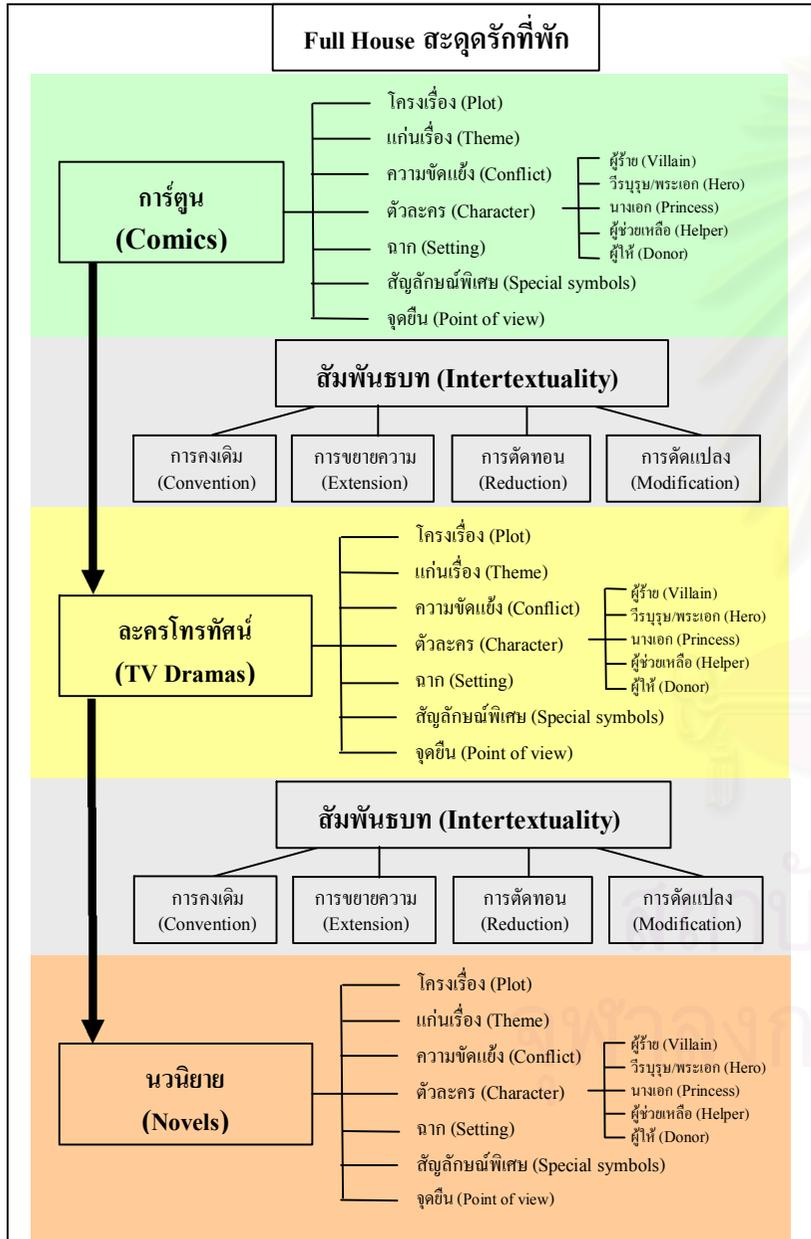 Full House สะดุดรักที่พัก
โครงเรื่อง (Plot)
แก่นเรื่อง (Theme)
ความขัดแย้ง (Conflict)
ตัวละคร (Character)
ฉาก (Setting)
สัญลักษณ์พิเศษ (Special symbols)
จุดยืน (Point of view)
การ์ตูน
(Comics)
ผู้ร้าย (Villain)
วีรบุรุษ/พระเอก (Hero)
นางเอก (Princess)
ผู้ช่วยเหลือ (Helper)
ผู้ให้ (Donor)
สัมพันธบท (Intertextuality)
การคงเดิม
(Convention)
การขยายความ
(Extension)
การตัดทอน
(Reduction)
การดัดแปลง
(Modification)
โครงเรื่อง (Plot)
แก่นเรื่อง (Theme)
ความขัดแย้ง (Conflict)
ตัวละคร (Character)
ฉาก (Setting)
สัญลักษณ์พิเศษ (Special symbols)
จุดยืน (Point of view)
ละครโทรทัศน์
(TV Dramas)
ผู้ร้าย (Villain)
วีรบุรุษ/พระเอก (Hero)
นางเอก (Princess)
ผู้ช่วยเหลือ (Helper)
ผู้ให้ (Donor)
สัมพันธบท (Intertextuality)
การคงเดิม
(Convention)
การขยายความ
(Extension)
การตัดทอน
(Reduction)
การดัดแปลง
(Modification)
โครงเรื่อง (Plot)
แก่นเรื่อง (Theme)
ความขัดแย้ง (Conflict)
ตัวละคร (Character)
ฉาก (Setting)
สัญลักษณ์พิเศษ (Special symbols)
จุดยืน (Point of view)
นวนิยาย
(Novels)
ผู้ร้าย (Villain)
วีรบุรุษ/พระเอก (Hero)
นางเอก (Princess)
ผู้ช่วยเหลือ (Helper)
ผู้ให้ (Donor)